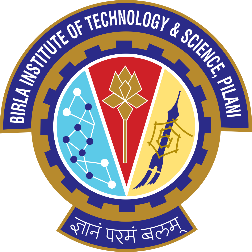 BIRLA INSTITUTE OF TECHNOLOGY & SCIENCE, PILANI
ज्ञानं परमं बलम्